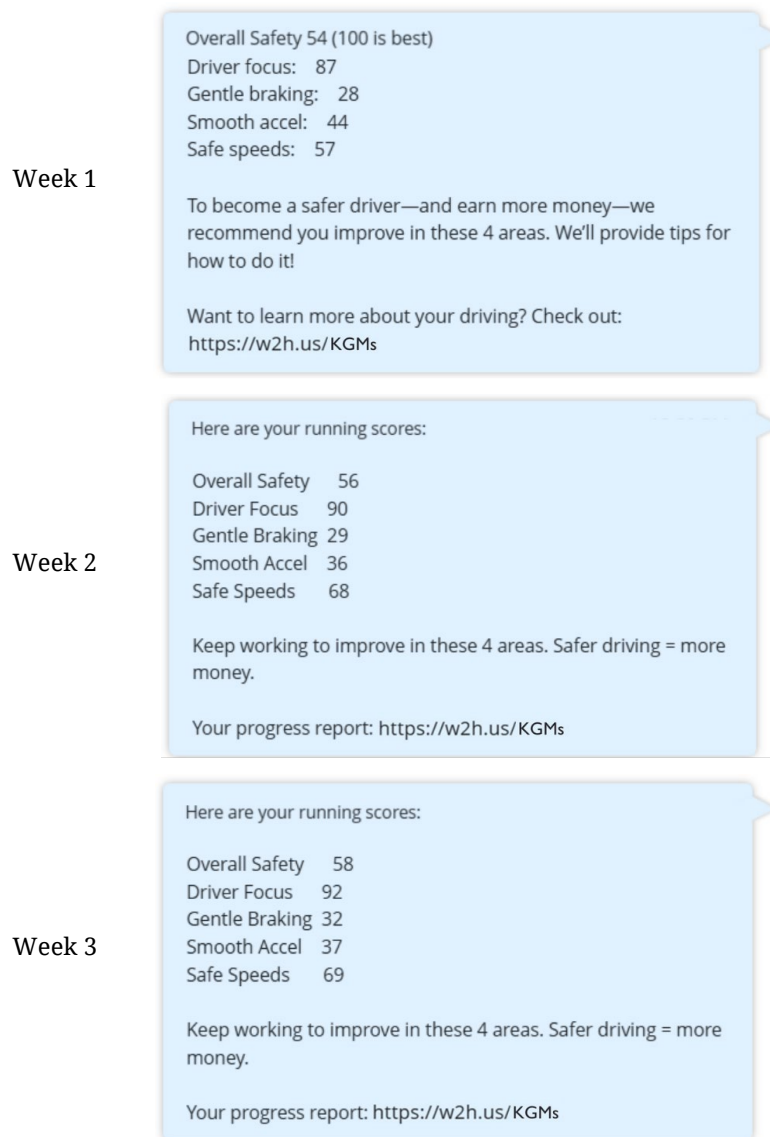 Week 1
Overall Safety 54 (100 is best)
Driver focus: 87
Gentle braking: 28
Smooth accel: 44
Safe speeds: 57
To become a safer driver—and earn more money—we
recommend you improve in these 4 areas. We'll provide tips for
how to do it!
Want to learn more about your driving? Check out:
https://w2h.us/KGMs
Week 2
Here are your running scores:
Overall Safety 56
Driver Focus 90
Gentle Braking 29
Smooth Accel 36
Safe Speeds 68
Keep working to improve in these 4 areas. Safer driving = more
money.
Your progress report: https://w2h.us/KGMs
Week 3
Here are your running scores:
Overall Safety 58
Driver Focus 92
Gentle Braking 32
Smooth Accel 37
Safe Speeds 69
Keep working to improve in these 4 areas. Safer driving = more
money.
Your progress report: https://w2h.us/KGMs